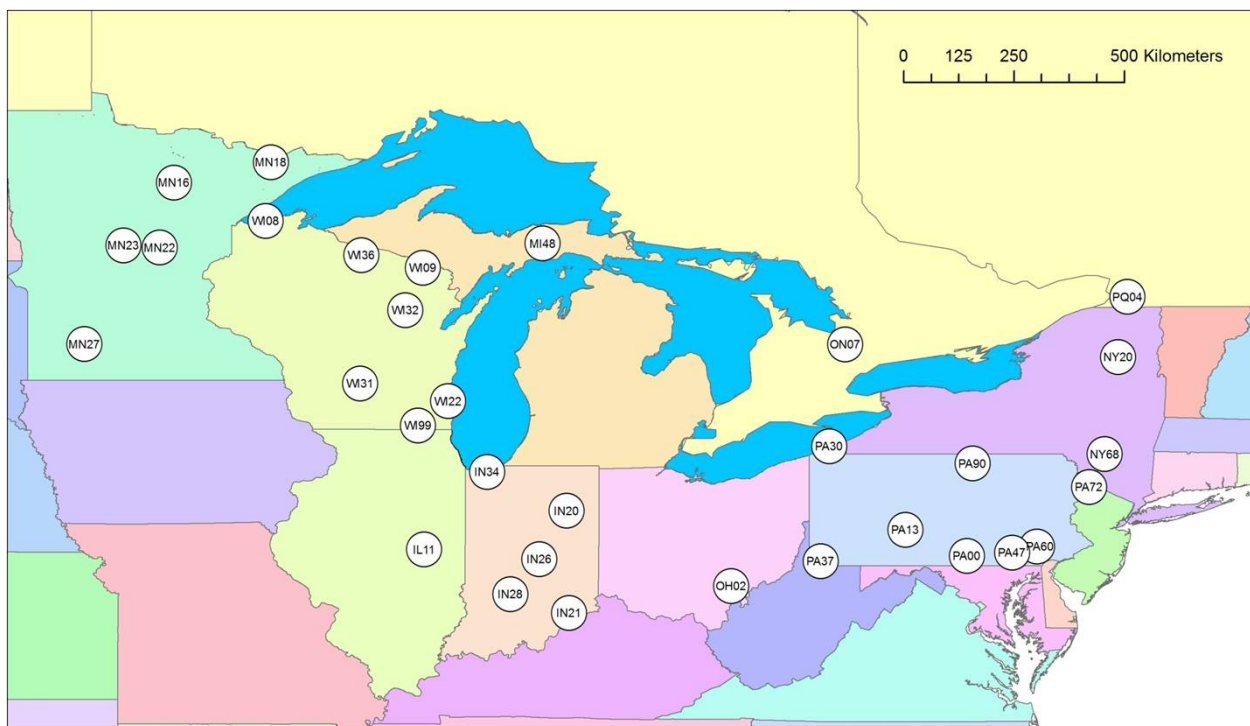 0 125 250 500 Kilometers
MN18
MN16
WI08
MN23
MN22
MI48
WI36
WI09
PQ04
WI32
MN27
ON07
NY20
WI31
WI22
WI99
PA30
NY68
PA90
IN34
PA72
IN20
PA13
IL11
PA60
PA47
PA00
IN26
PA37
OH02
IN28
IN21